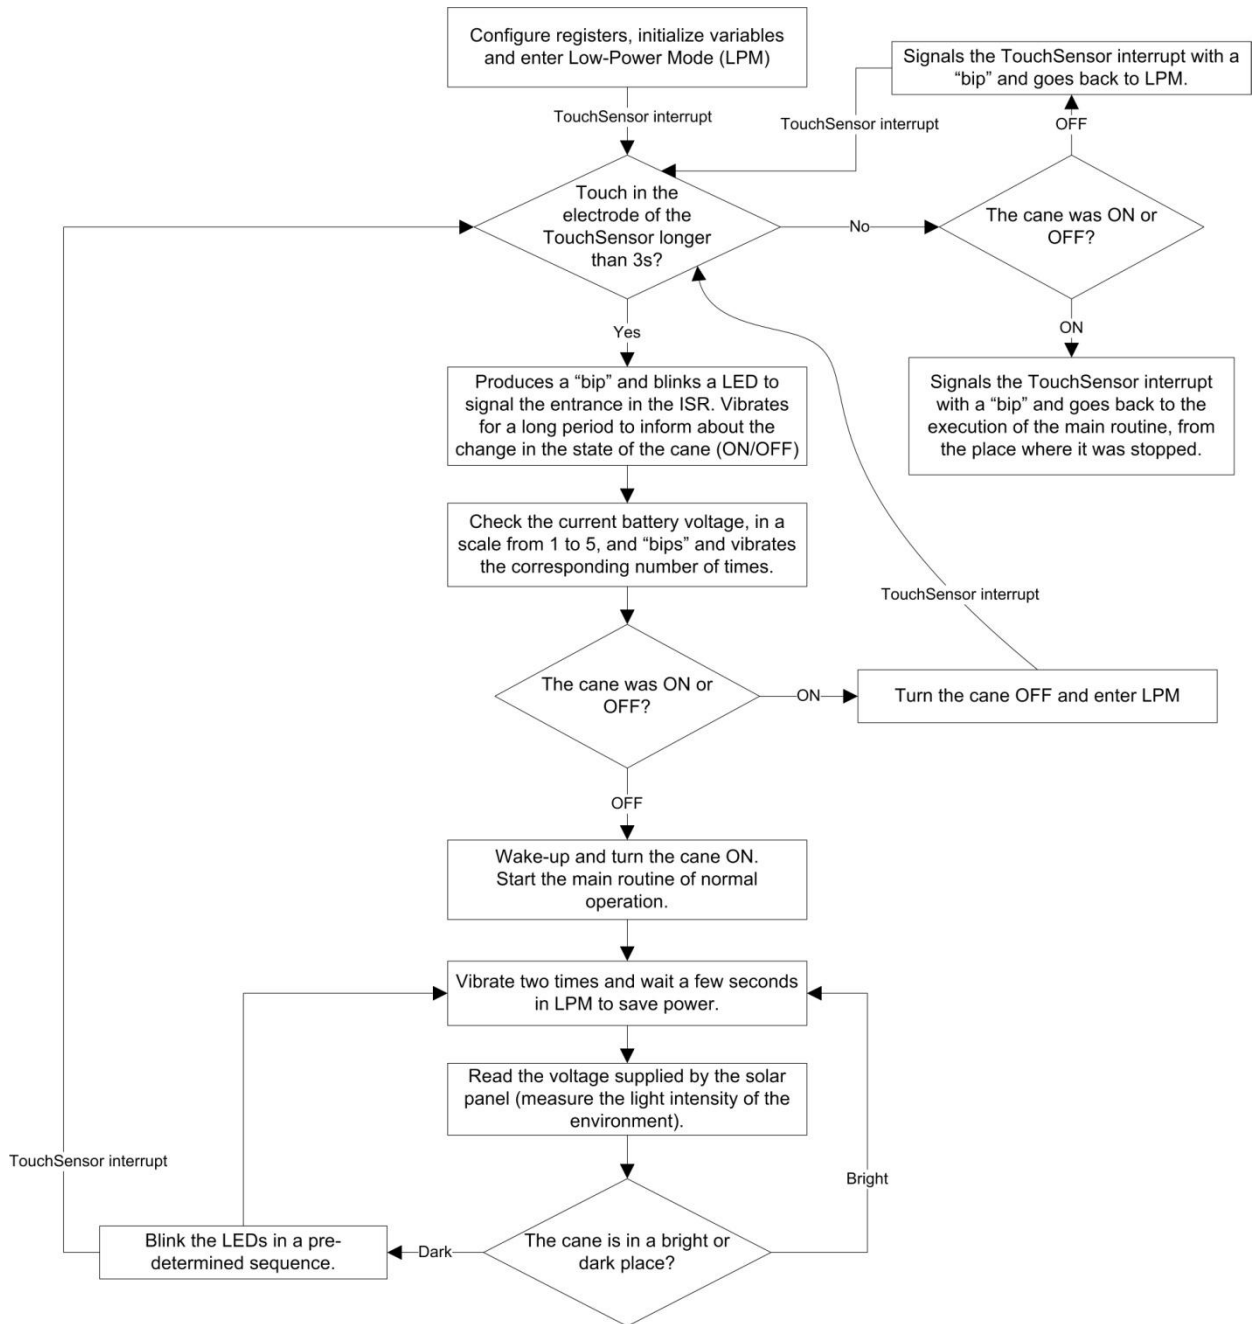 Configure registers, initialize variables
and enter Low-Power Mode (LPM)
Signals the TouchSensor interrupt with a
“bip” and goes back to LPM.
TouchSensor interrupt
TouchSensor interrupt
OFF
Touch in the
electrode of the
TouchSensor longer
than 3s?
No
The cane was ON or
OFF?
Yes
ON
Produces a “bip” and blinks a LED to
signal the entrance in the ISR. Vibrates
for a long period to inform about the
change in the state of the cane (ON/OFF)
Signals the TouchSensor interrupt
with a “bip” and goes back to the
execution of the main routine, from
the place where it was stopped.
Check the current battery voltage, in a
scale from 1 to 5, and “bips” and vibrates
the corresponding number of times.
TouchSensor interrupt
The cane was ON or
OFF?
ON
Turn the cane OFF and enter LPM
OFF
Wake-up and turn the cane ON.
Start the main routine of normal
operation.
Vibrate two times and wait a few seconds
in LPM to save power.
Read the voltage supplied by the solar
panel (measure the light intensity of the
environment).
TouchSensor interrupt
Bright
Blink the LEDs in a pre-
determined sequence.
Dark
The cane is in a bright or
dark place?